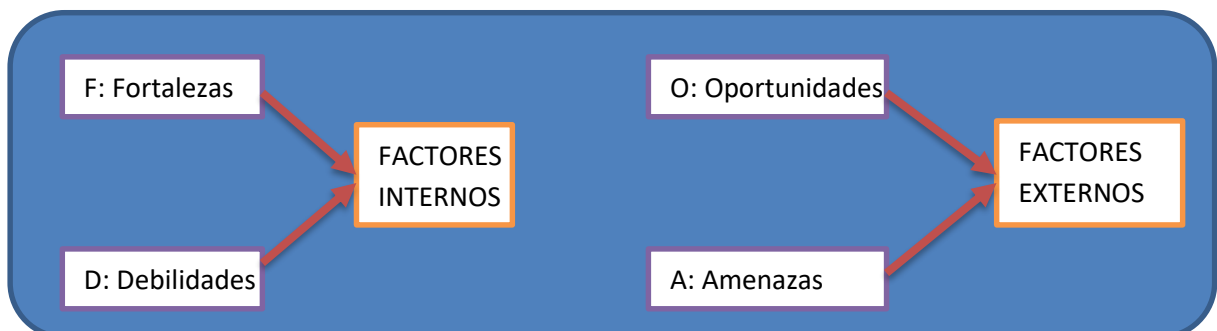 F: Fortalezas
O: Oportunidades
FACTORES
INTERNOS
FACTORES
EXTERNOS
D: Debilidades
A: Amenazas